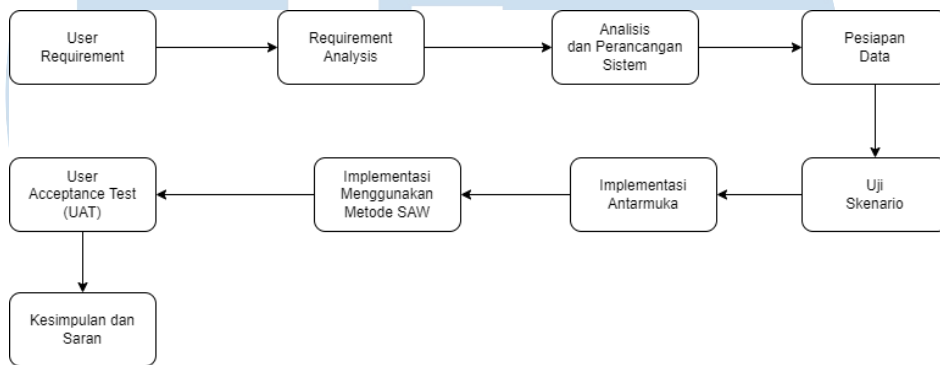 User
Requirement
Requirement
Analysis
Analisis
dan Perancangan
Sistem
Pesiapan
Data
Uji
Skenario
Implementasi
Antarmuka
Implementasi
Menggunakan
Metode SAW
User
Acceptance Test
(UAT)
Kesimpulan dan
Saran